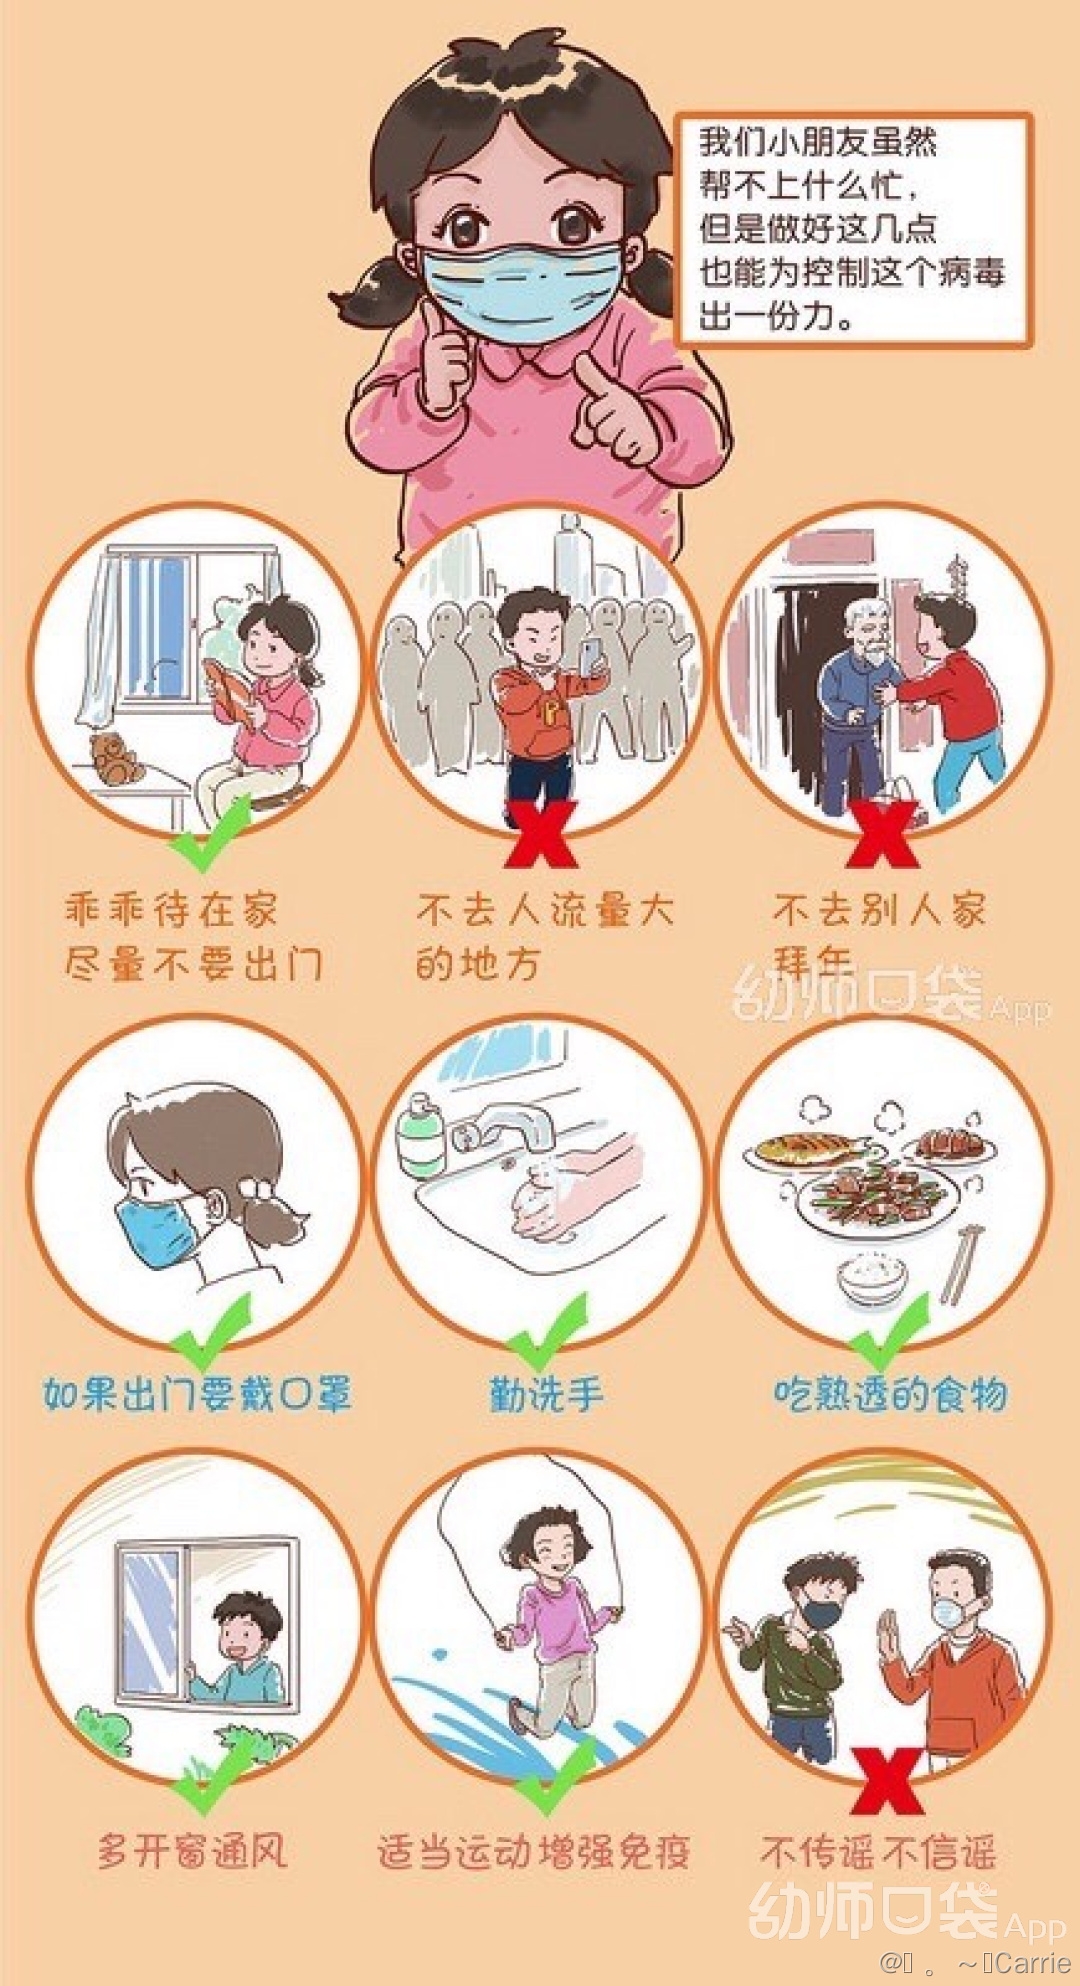 我们小朋友虽然
帮不上什么忙，
但是做好这几点
也能为控制这个病毒
出一份力。
乖乖待在家
尽量不要出门
不去人流量大
的地方
不去别人家
拜年
幼师口袋App
如果出门要戴口罩
勤洗手
吃熟透的食物
多开窗通风
适当运动增强免疫
不传谣不信谣
幼师口袋App
@▯ 。 ~▯Carrie